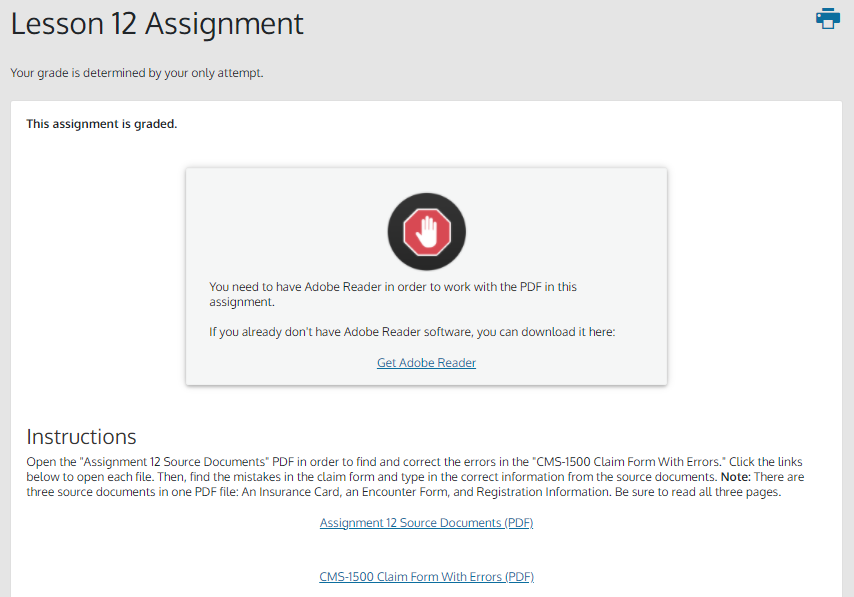 Lesson 12 Assignment
Your grade is determined by your only attempt.
This assignment is graded.
You need to have Adobe Reader in order to work with the PDF in this
assignment.
If you already don't have Adobe Reader software, you can download it here:
Get Adobe Reader
Instructions
Open the "Assignment 12 Source Documents" PDF in order to find and correct the errors in the "CMS-1500 Claim Form With Errors." Click the links
below to open each file. Then, find the mistakes in the claim form and type in the correct information from the source documents. Note: There are
three source documents in one PDF file: An Insurance Card, an Encounter Form, and Registration Information. Be sure to read all three pages.
Assignment 12 Source Documents (PDF)
CMS-1500 Claim Form With Errors (PDF)